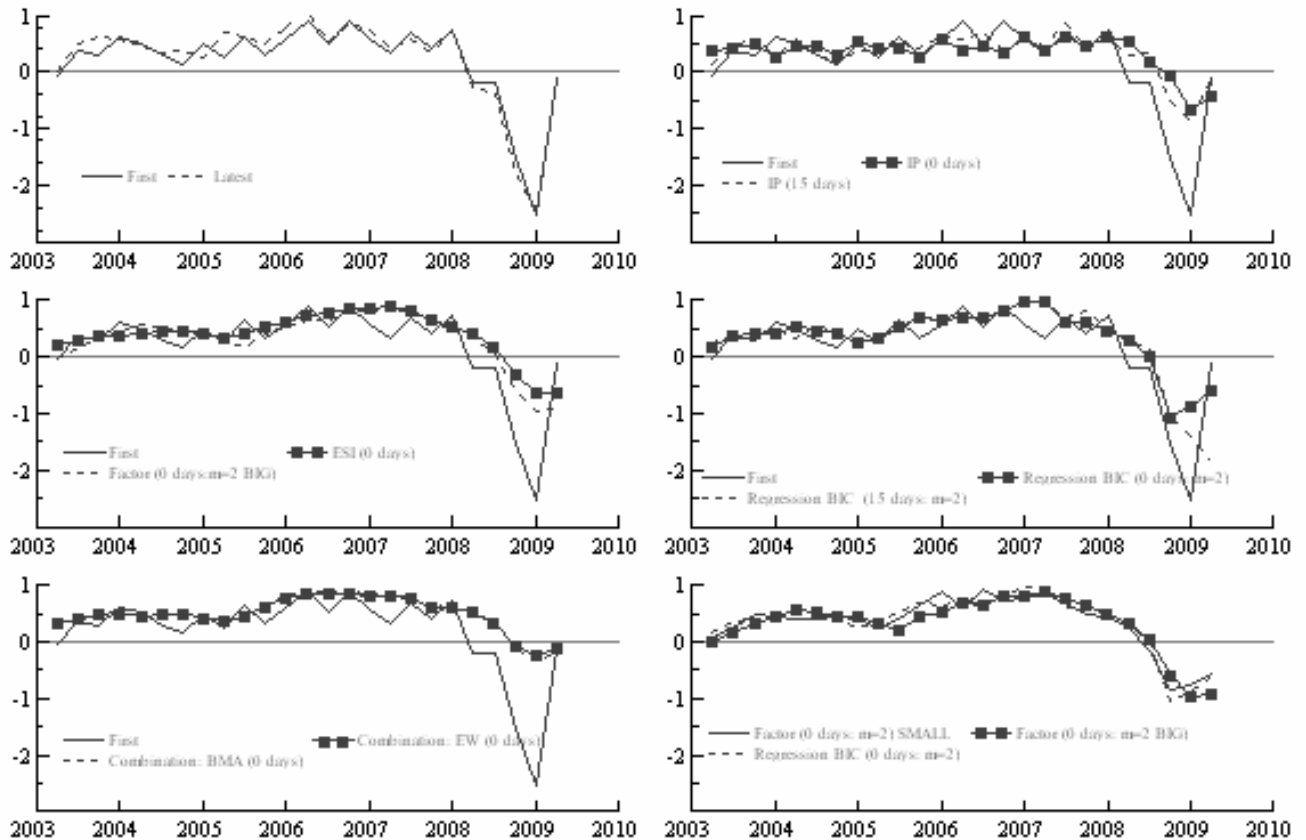 1
0
-1
-2
First Latest
2003 2004 2005 2006 2007 2008 2009 2010
1
0
-1
-2
First IP (0 days)
IP (15 days)
2003 2005 2006 2007 2008 2009 2010
1
0
-1
-2
First ESI (0 days)
Factor (0 days:m=2 BIG)
2003 2004 2005 2006 2007 2008 2009 2010
1
0
-1
-2
First Regression BIC (0 days: m=2)
Regression BIC (15 days: m=2)
2003 2004 2005 2006 2007 2008 2009 2010
1
0
-1
-2
First Combination: EW (0 days)
Combination: BMA (0 days)
2003 2004 2005 2006 2007 2008 2009 2010
1
0
-1
-2
Factor (0 days: m=2) SMALL Factor (0 days: m=2 BIG)
Regression BIC (0 days: m=2)
2003 2004 2005 2006 2007 2008 2009 2010